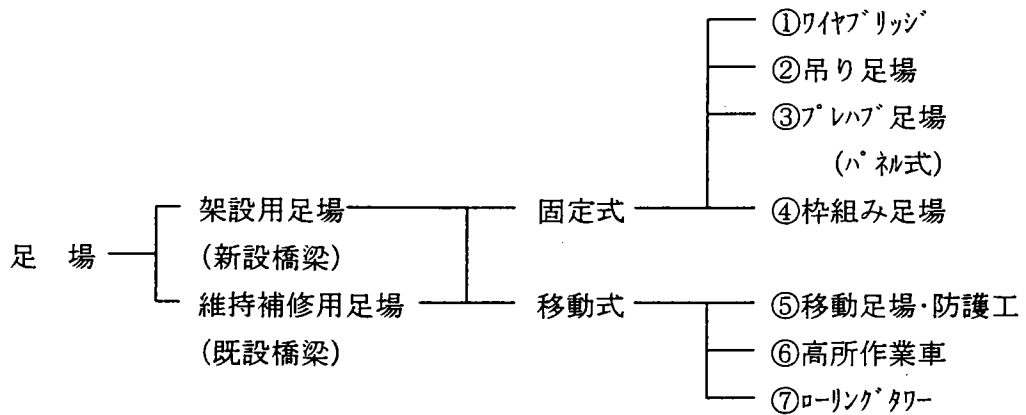 ①ﾜｲﾔﾌﾞﾘｯｼﾞ
②吊り足場
③ﾌﾟﾚﾊﾌﾞ足場
(ﾊﾟﾈﾙ式)
架設用足場 固定式 ④枠組み足場
足 場 (新設橋梁)
維持補修用足場 移動式 ⑤移動足場･防護工
(既設橋梁) ⑥高所作業車
⑦ﾛｰﾘﾝｸﾞﾀﾜｰ